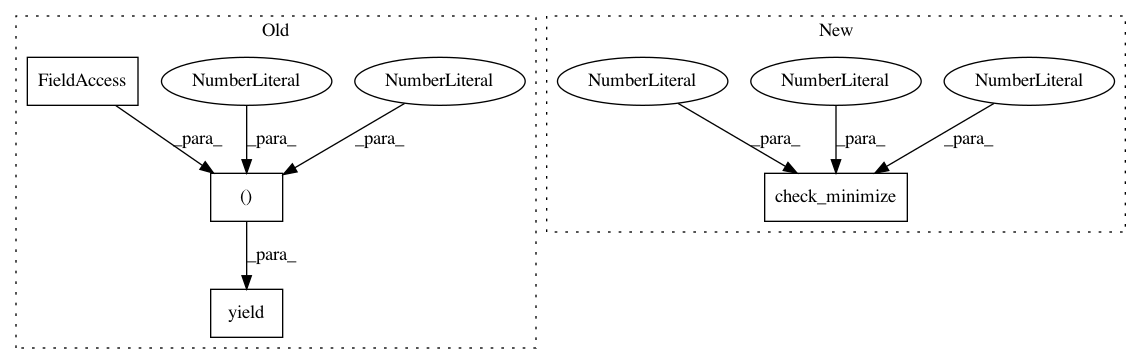 Old
New
FieldAccess
NumberLiteral
NumberLiteral
NumberLiteral
NumberLiteral
NumberLiteral
_para_
_para_
_para_
_para_
_para_
_para_
()
check_minimize
_para_
yield